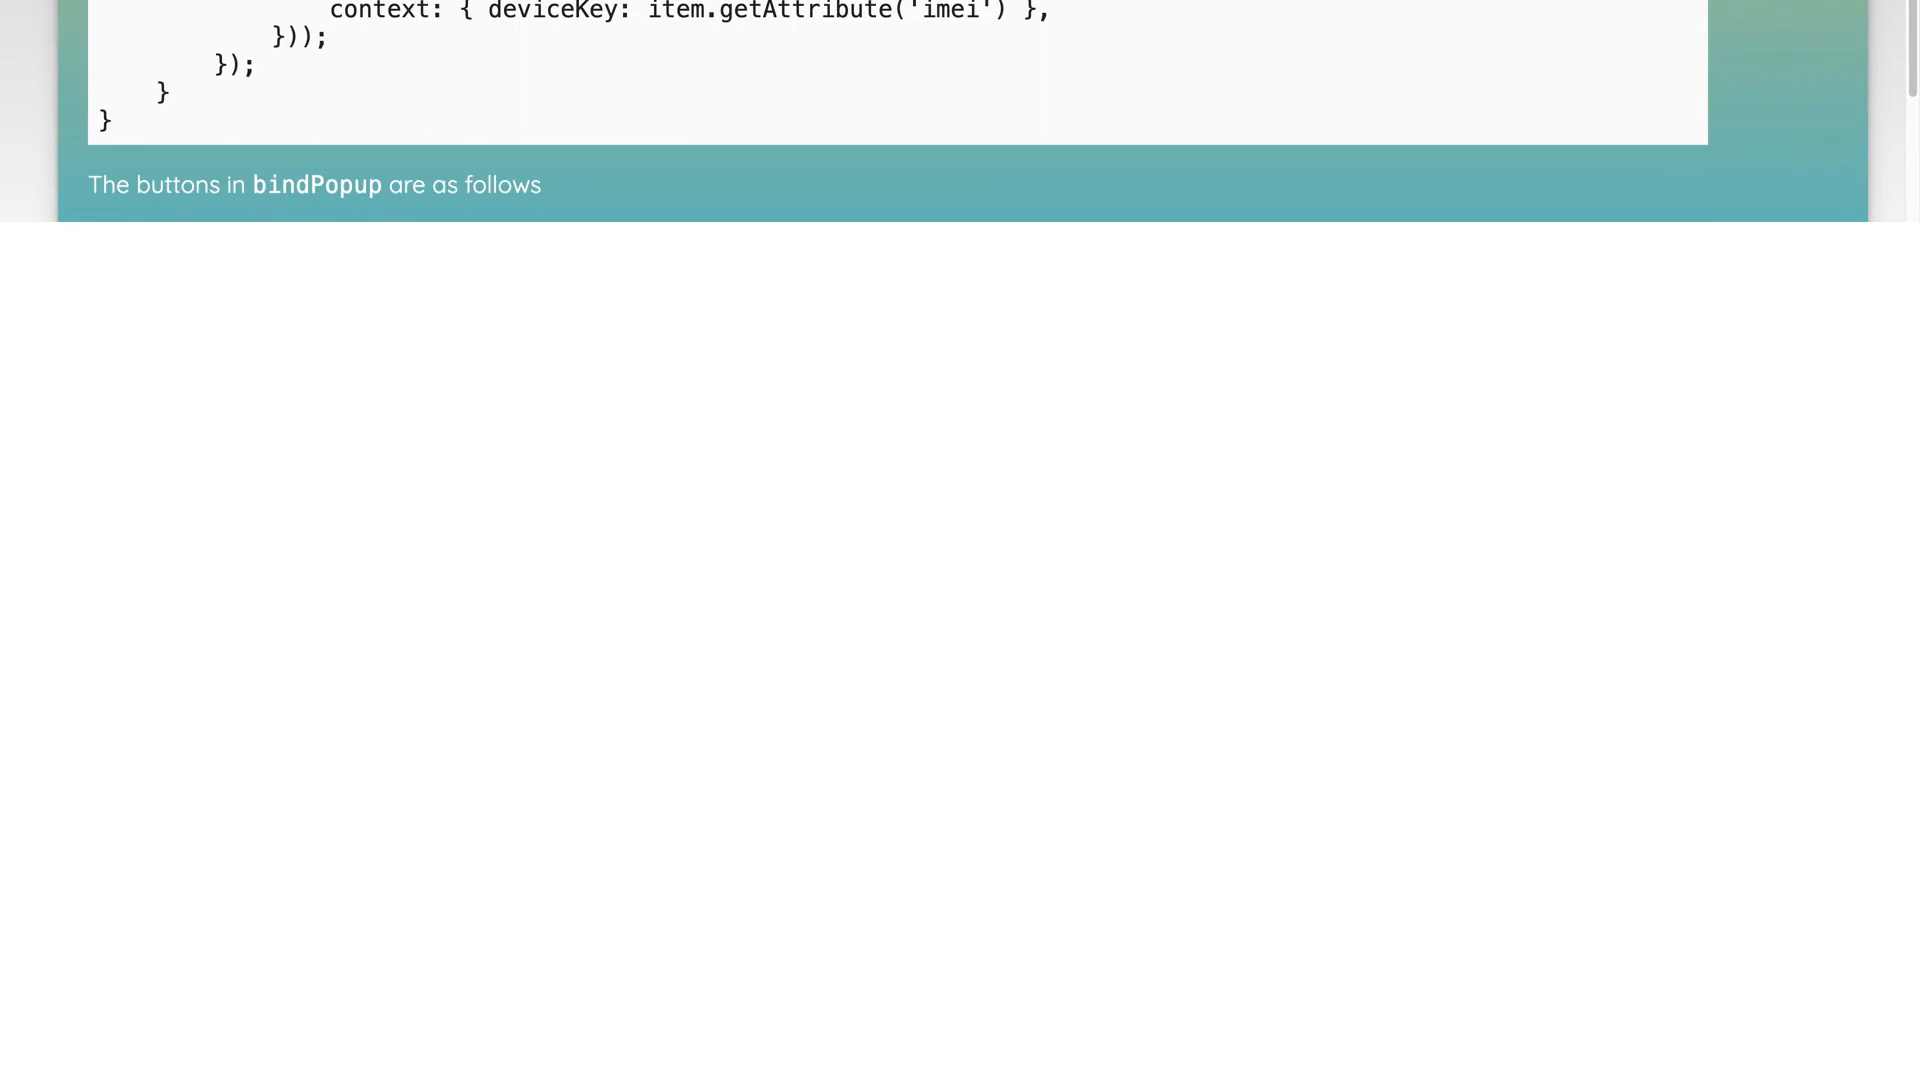 context: { deviceKey: item.getAttribute('imei') },
}));
});
}
}
The buttons in bindPopup are as follows